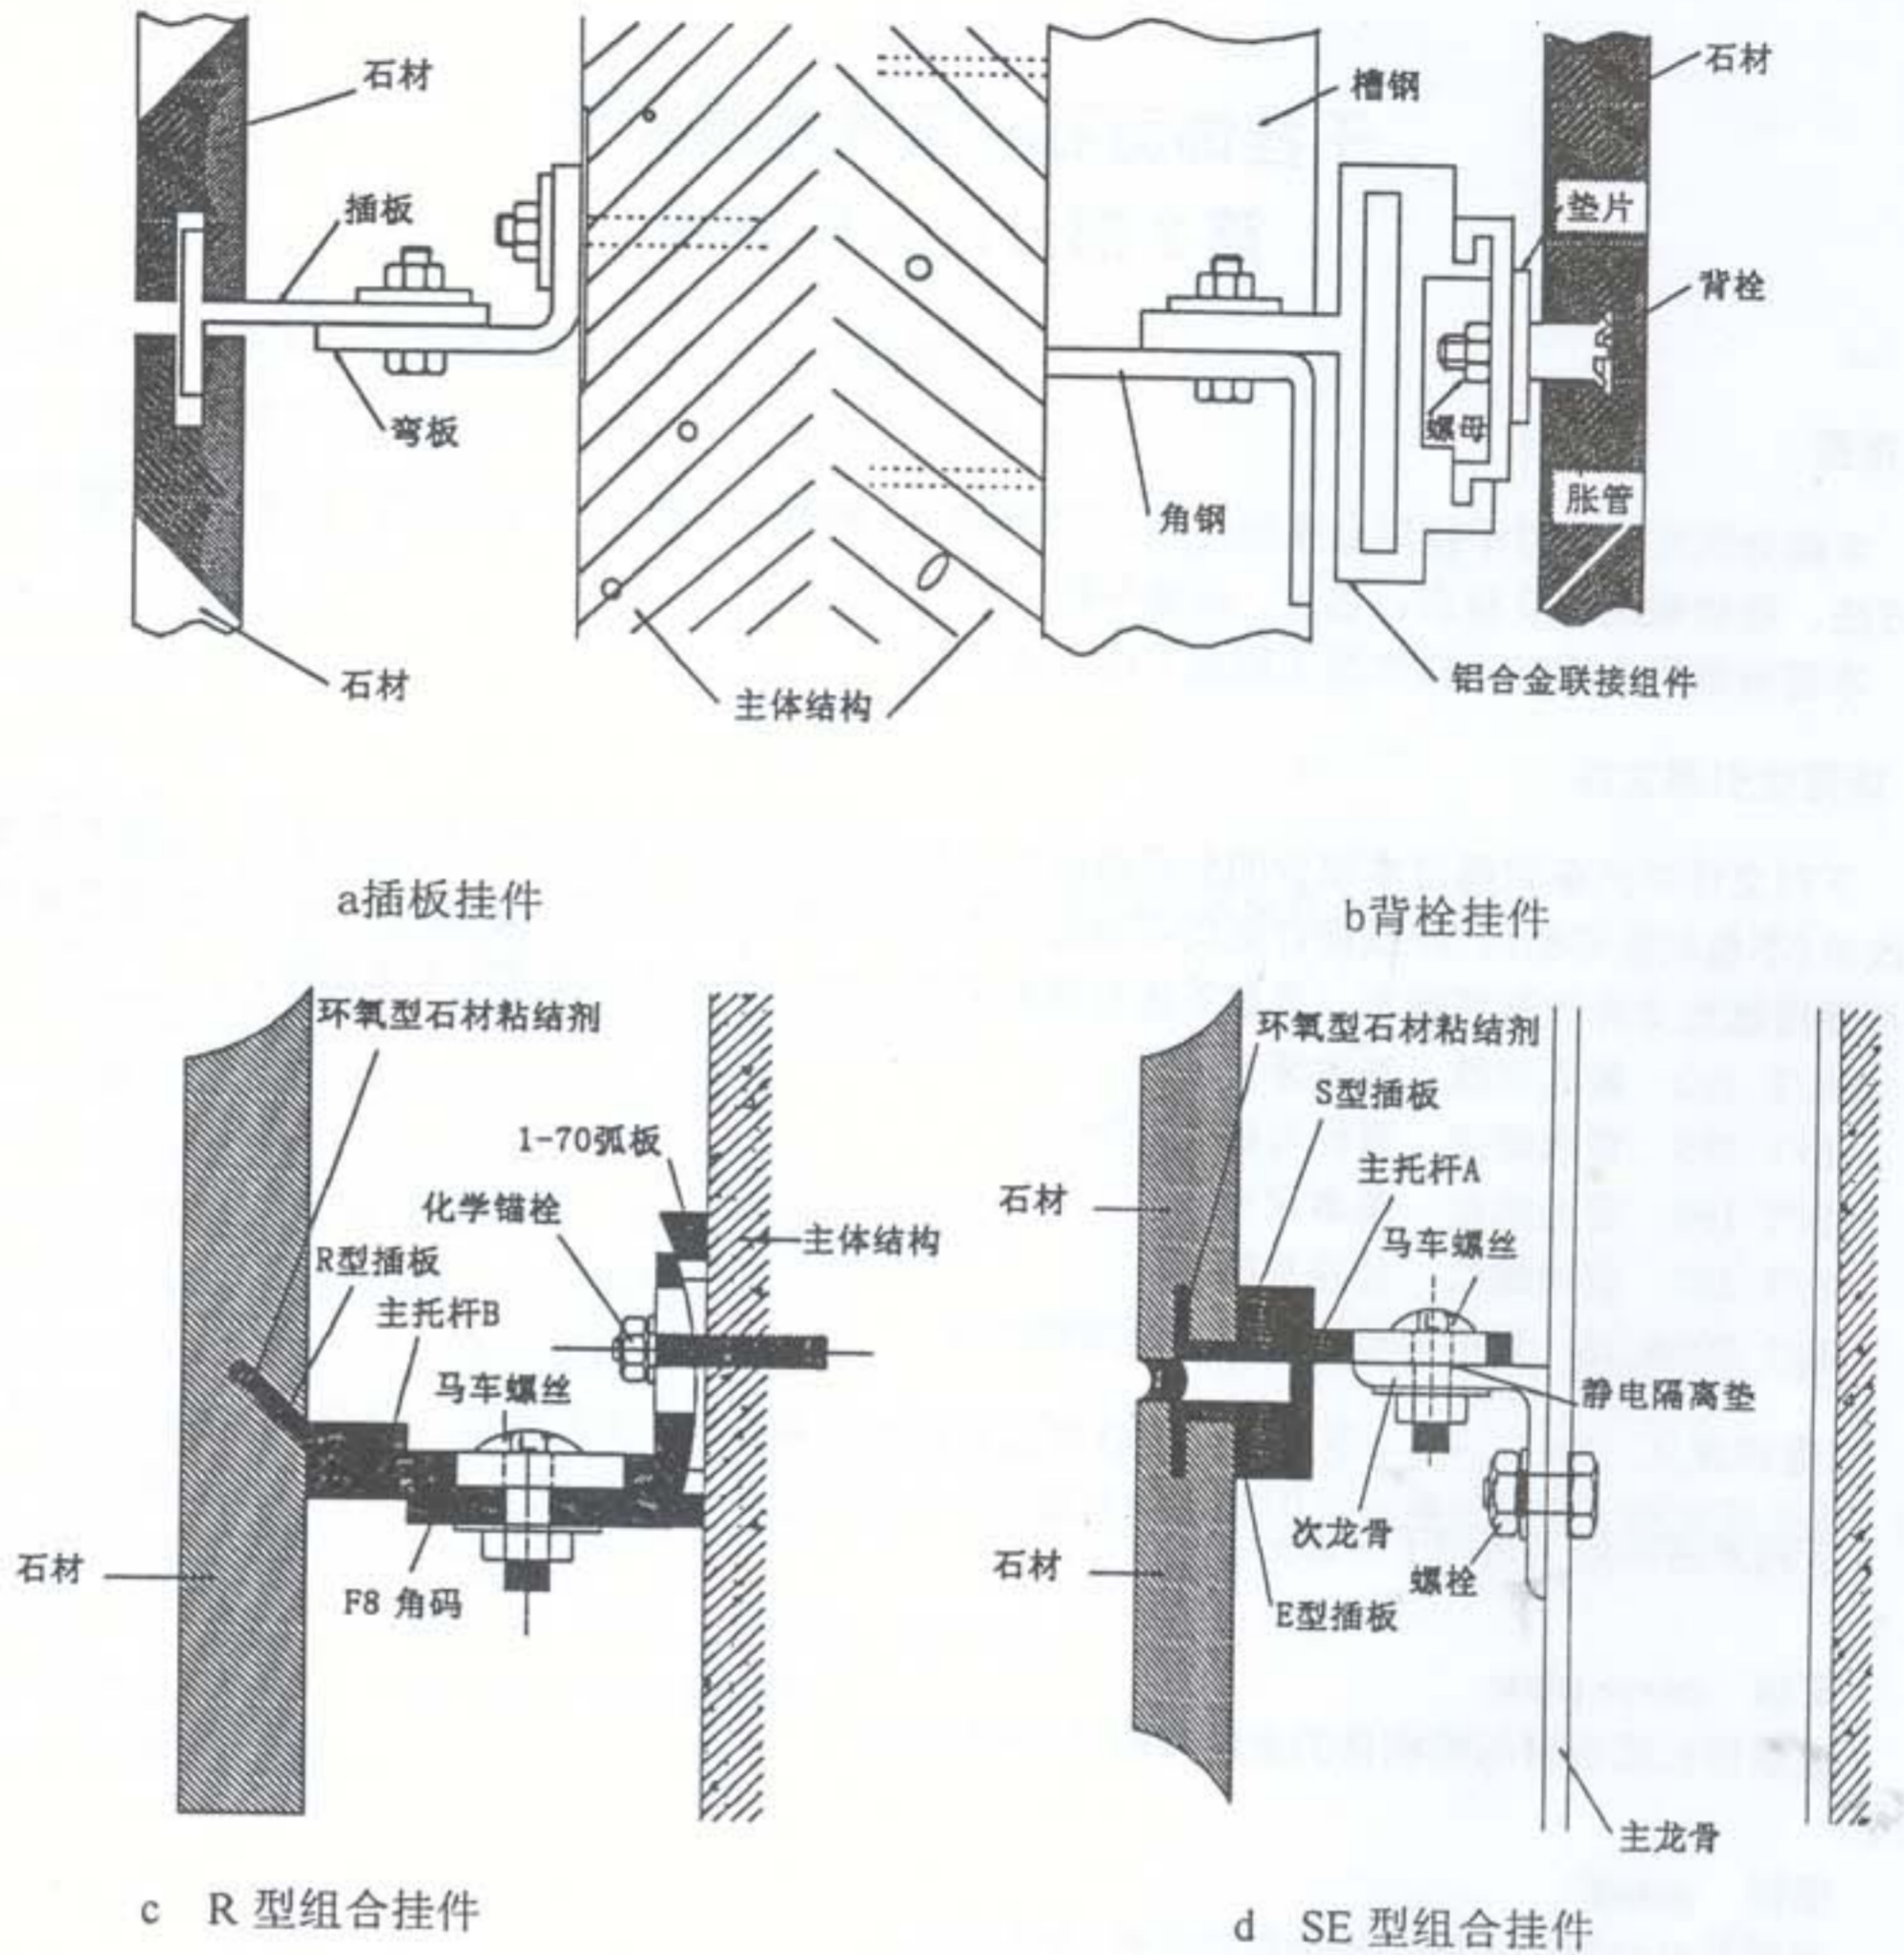 石材
插板
弯板
石材
主体结构
槽钢
石材
垫片
背栓
螺母
胀管
角钢
铝合金联接组件
a插板挂件
b背栓挂件
环氧型石材粘结剂
1-70弧板
化学锚栓
主体结构
R型插板
主托杆B
马车螺丝
石材
F8 角码
c R 型组合挂件
环氧型石材粘结剂
S型插板
主托杆A
石材
马车螺丝
静电隔离垫
次龙骨
石材
螺栓
E型插板
主龙骨
d SE 型组合挂件